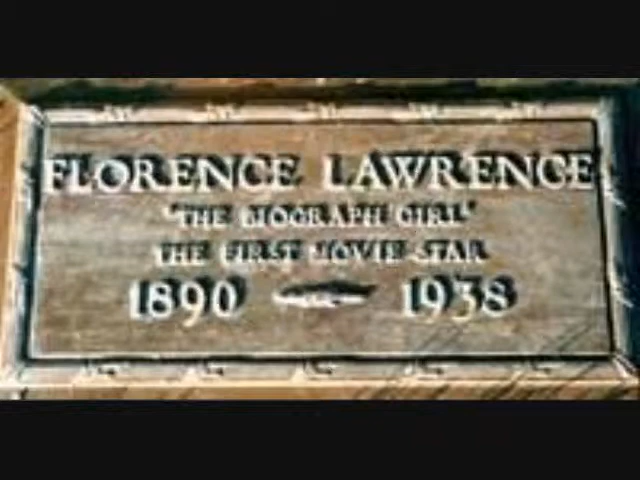 FLORENCE LAWRENCE
"THE BIOGRAPH GIRL"
THE FIRST MOVIE STAR
1890 1938